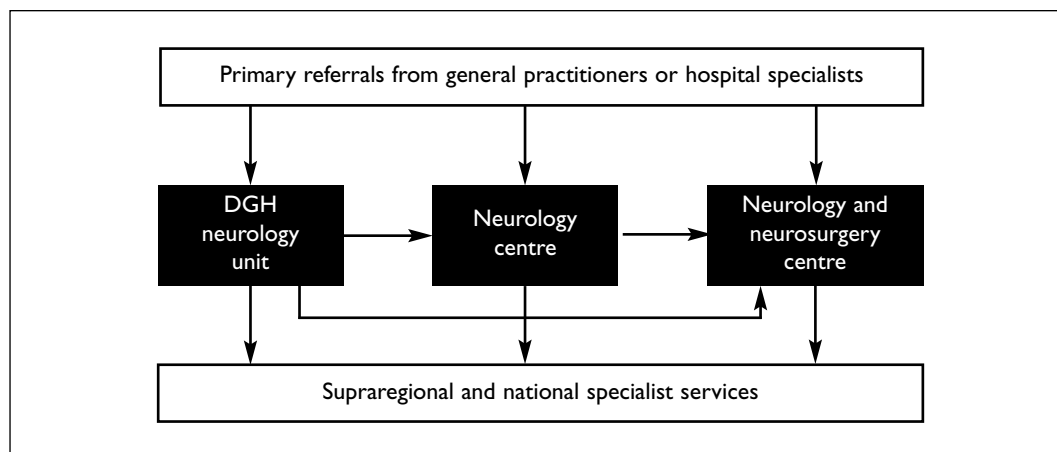 Primary referrals from general practitioners or hospital specialists
DGH
neurology
unit
Neurology
centre
Neurology and
neurosurgery
centre
Supraregional and national specialist services